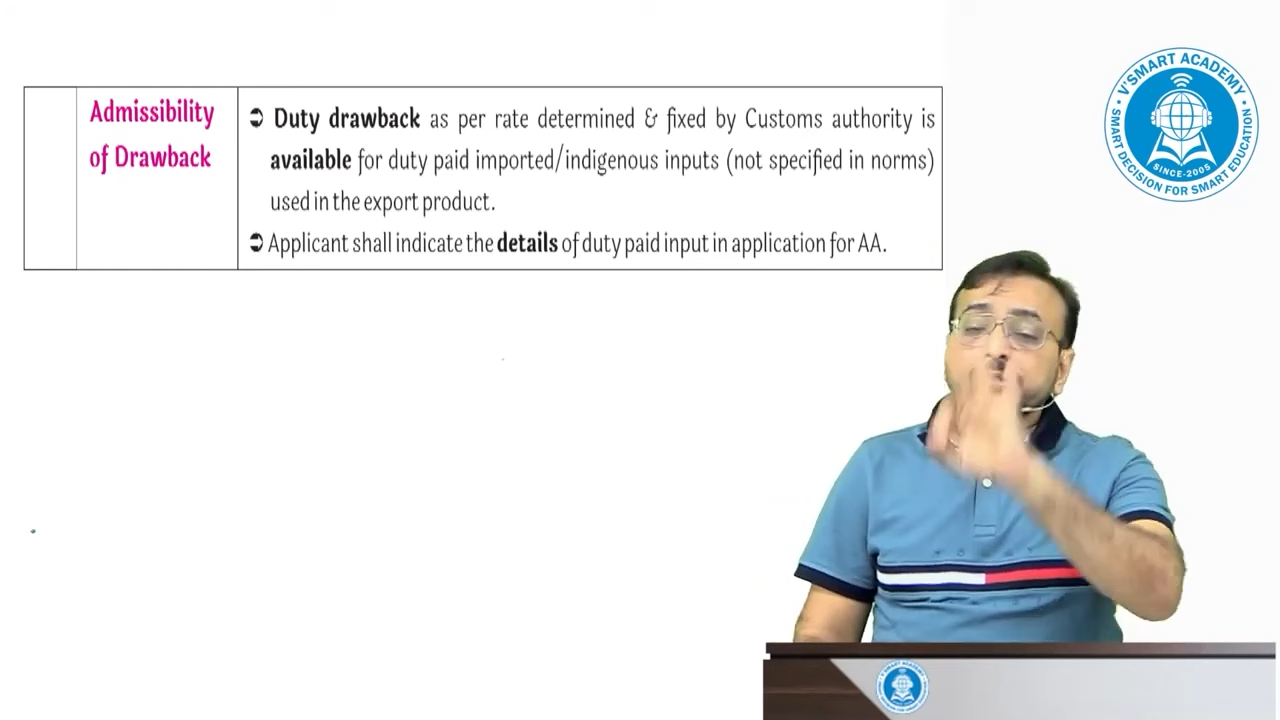 Admissibility
of Drawback
➲ Duty drawback as per rate determined & fixed by Customs authority is
available for duty paid imported/indigenous inputs (not specified in norms)
used in the export product.
➲ Applicant shall indicate the details of duty paid input in application for AA.
V'SMART ACADEMY
SINCE-2005
SMART DECISION FOR SMART EDUCATION